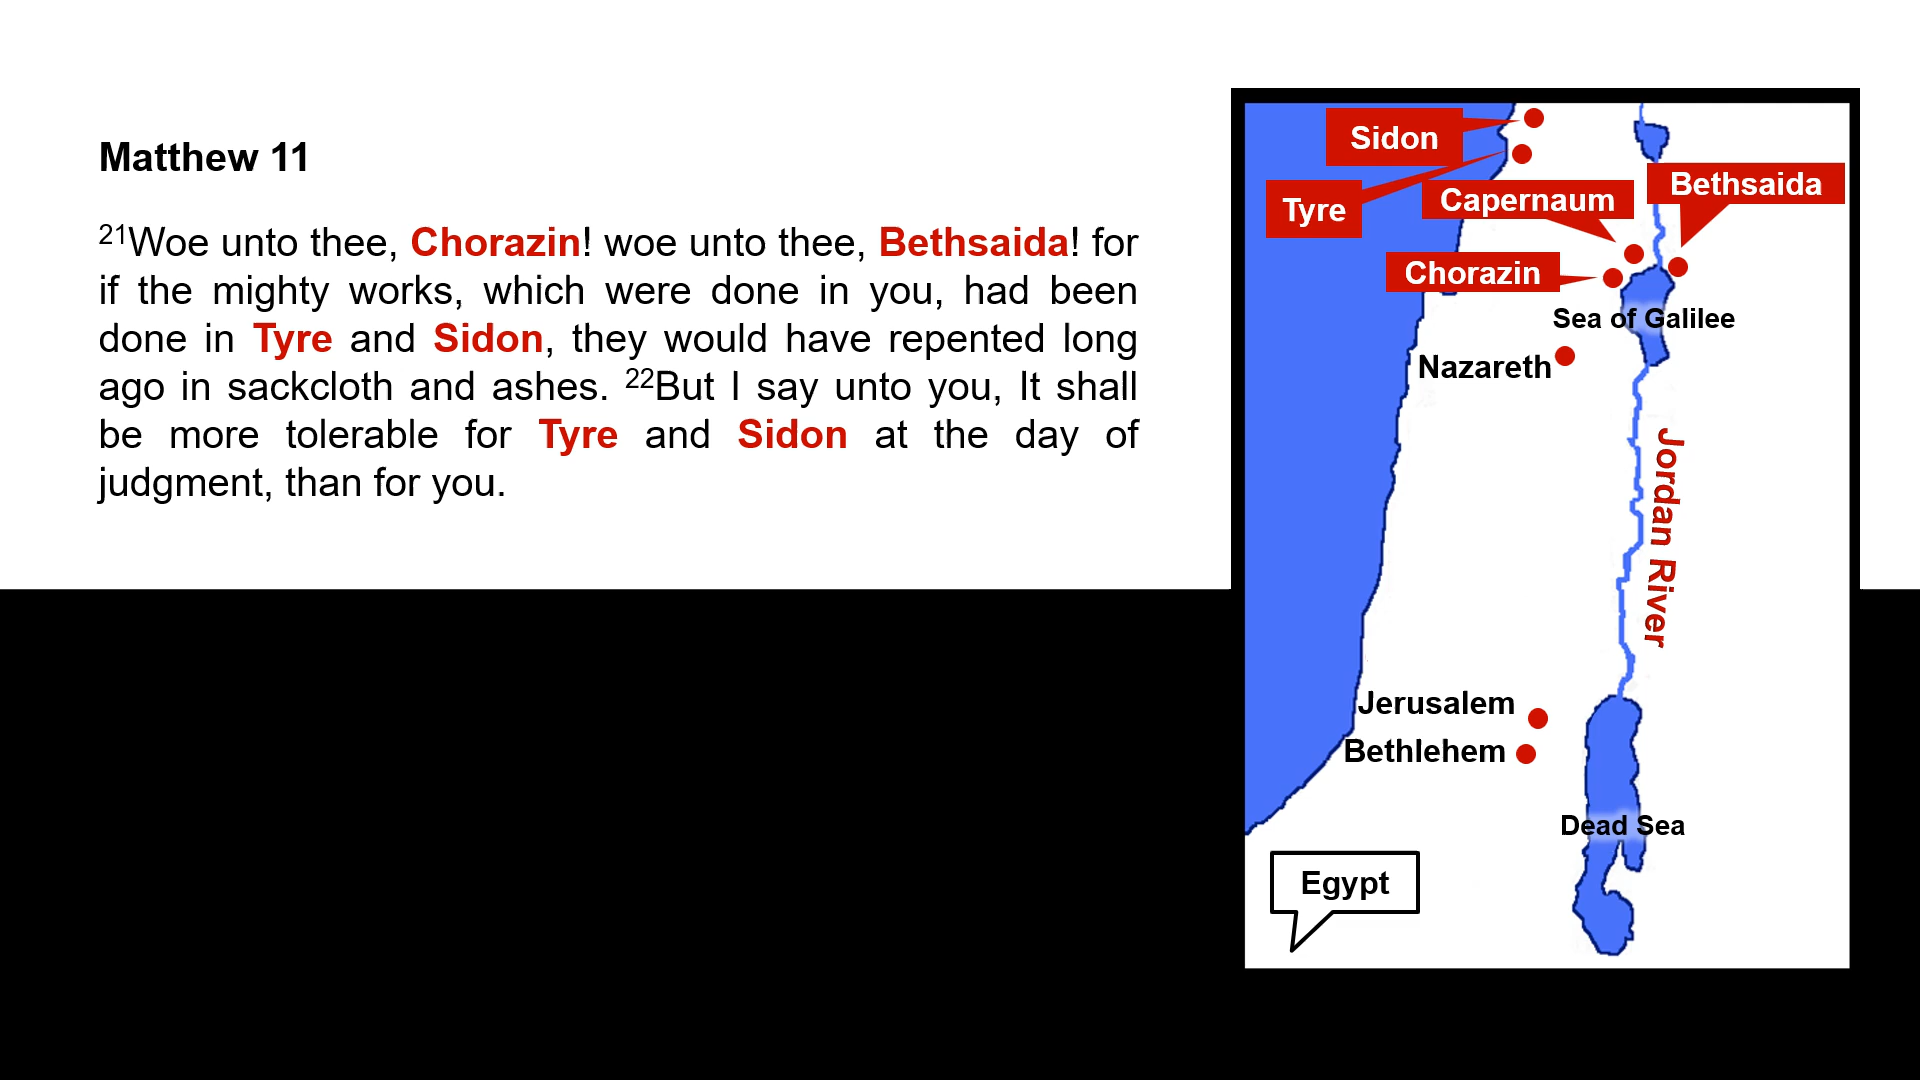 Matthew 11
²¹Woe unto thee, Chorazin! woe unto thee, Bethsaida! for
if the mighty works, which were done in you, had been
done in Tyre and Sidon, they would have repented long
ago in sackcloth and ashes. ²²But I say unto you, It shall
be more tolerable for Tyre and Sidon at the day of
judgment, than for you.
Sidon
Tyre
Capernaum
Bethsaida
Chorazin
Sea of Galilee
Nazareth
Jordan River
Jerusalem
Bethlehem
Dead Sea
Egypt